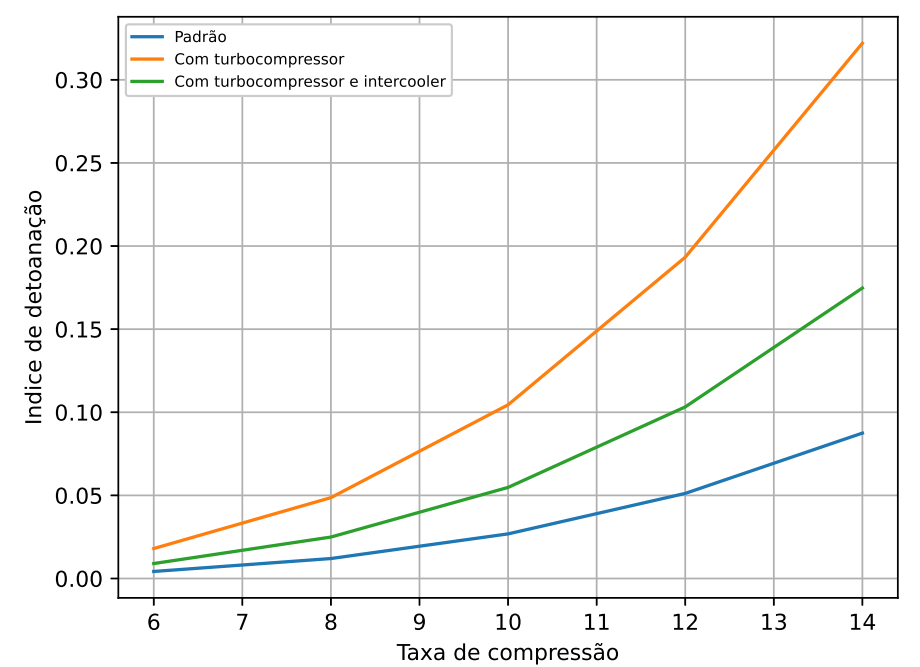 Padrão
Com turbocompressor
Com turbocompressor e intercooler
Indice de detoanação
0.30
0.25
0.20
0.15
0.10
0.05
0.00
6 7 8 9 10 11 12 13 14
Taxa de compressão